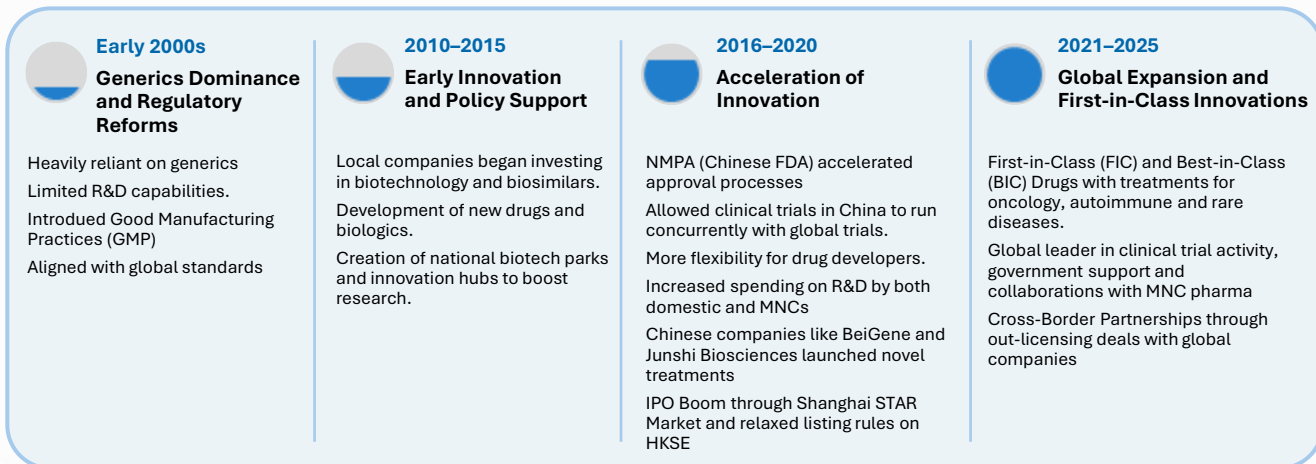 Early 2000s
Generics Dominance
and Regulatory
Reforms
Heavily reliant on generics
Limited R&D capabilities.
Introdued Good Manufacturing
Practices (GMP)
Aligned with global standards
2010–2015
Early Innovation
and Policy Support
Local companies began investing
in biotechnology and biosimilars.
Development of new drugs and
biologics.
Creation of national biotech parks
and innovation hubs to boost
research.
2016–2020
Acceleration of
Innovation
NMPA (Chinese FDA) accelerated
approval processes
Allowed clinical trials in China to run
concurrently with global trials.
More flexibility for drug developers.
Increased spending on R&D by both
domestic and MNCs
Chinese companies like BeiGene and
Junshi Biosciences launched novel
treatments
IPO Boom through Shanghai STAR
Market and relaxed listing rules on
HKSE
2021–2025
Global Expansion and
First-in-Class Innovations
First-in-Class (FIC) and Best-in-Class
(BIC) Drugs with treatments for
oncology, autoimmune and rare
diseases.
Global leader in clinical trial activity,
government support and
collaborations with MNC pharma
Cross-Border Partnerships through
out-licensing deals with global
companies